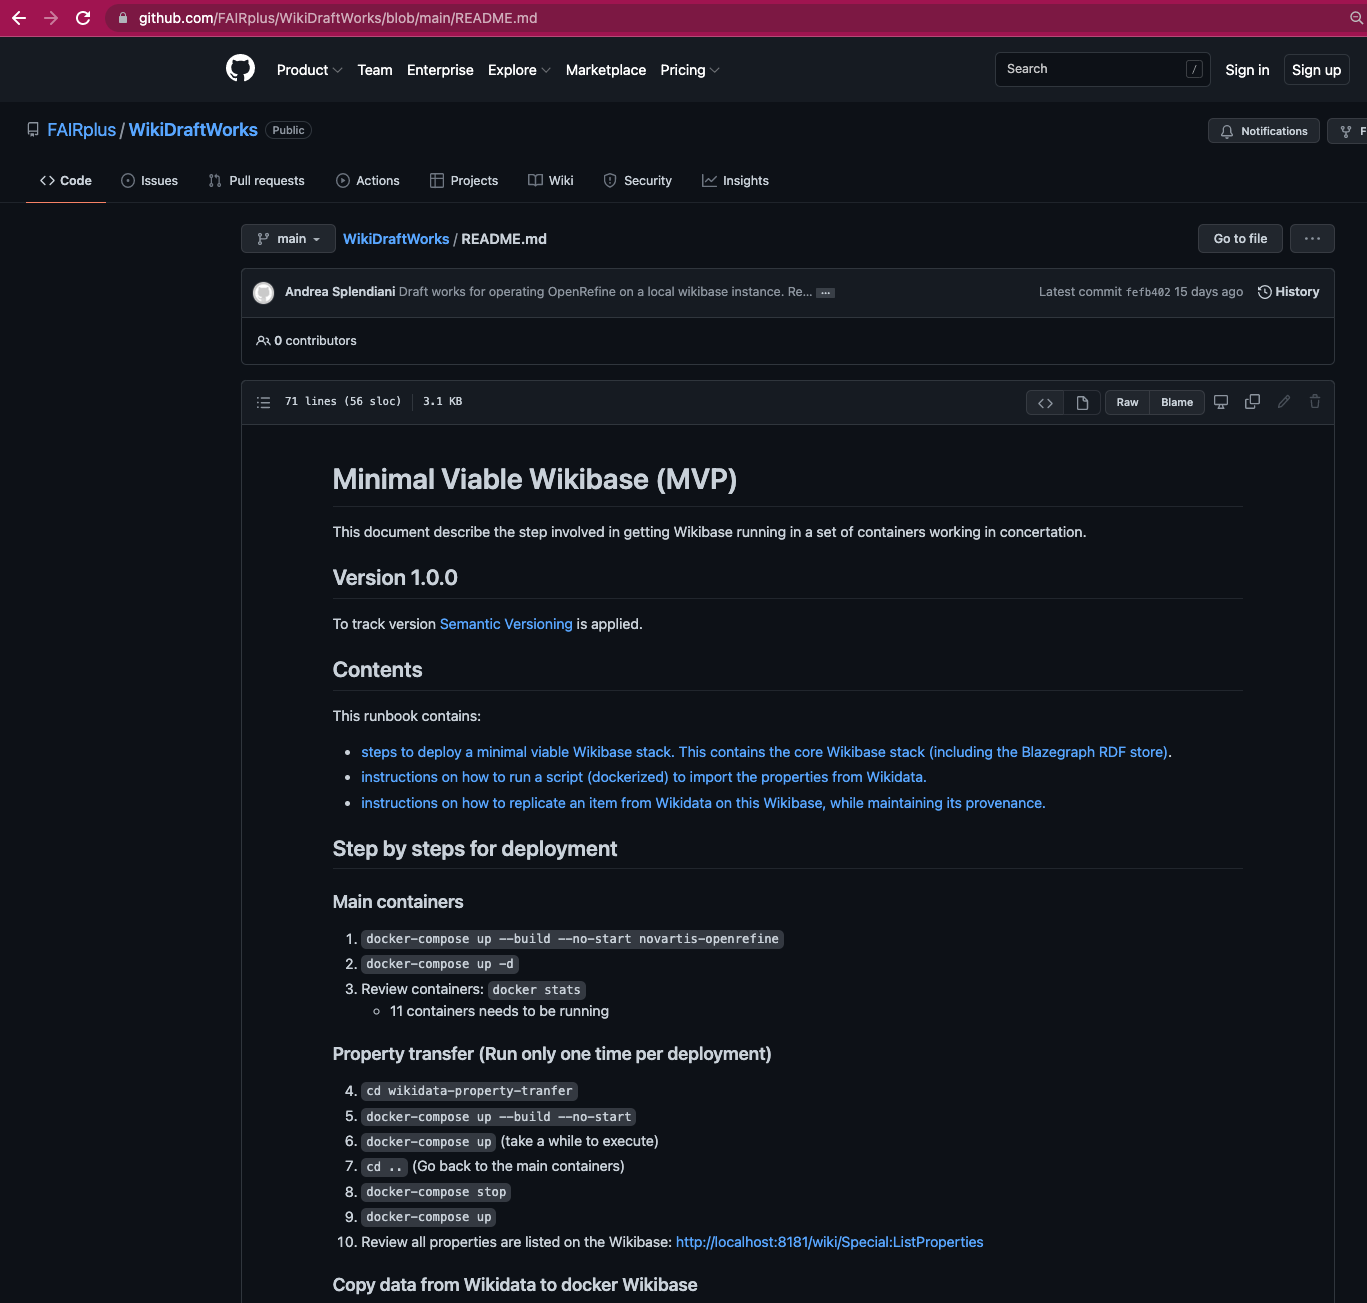 github.com/FAIRplus/WikiDraftWorks/blob/main/README.md
Product Team Enterprise Explore Marketplace Pricing Search / Sign in Sign up
FAIRplus / WikiDraftWorks Public Notifications F
Code Issues Pull requests Actions Projects Wiki Security Insights
main WikiDraftWorks / README.md Go to file ...
Andrea Splendiani Draft works for operating OpenRefine on a local wikibase instance. Re... ... Latest commit fefb402 15 days ago History
0 contributors
71 lines (56 sloc) 3.1 KB <> Raw Blame
Minimal Viable Wikibase (MVP)
This document describe the step involved in getting Wikibase running in a set of containers working in concertation.
Version 1.0.0
To track version Semantic Versioning is applied.
Contents
This runbook contains:
• steps to deploy a minimal viable Wikibase stack. This contains the core Wikibase stack (including the Blazegraph RDF store).
• instructions on how to run a script (dockerized) to import the properties from Wikidata.
• instructions on how to replicate an item from Wikidata on this Wikibase, while maintaining its provenance.
Step by steps for deployment
Main containers
1. docker-compose up --build --no-start novartis-openrefine
2. docker-compose up -d
3. Review containers: docker stats
◦ 11 containers needs to be running
Property transfer (Run only one time per deployment)
4. cd wikidata-property-tranfer
5. docker-compose up --build --no-start
6. docker-compose up (take a while to execute)
7. cd .. (Go back to the main containers)
8. docker-compose stop
9. docker-compose up
10. Review all properties are listed on the Wikibase: http://localhost:8181/wiki/Special:ListProperties
Copy data from Wikidata to docker Wikibase